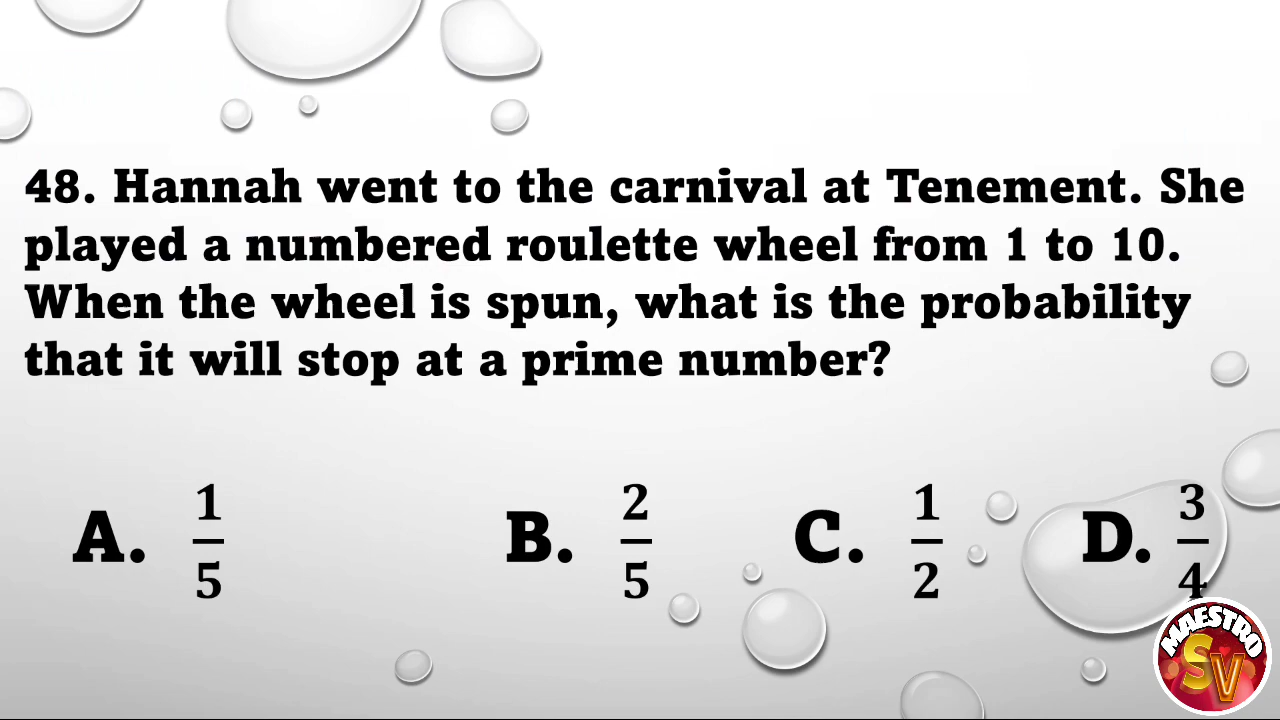 48. Hannah went to the carnival at Tenement. She
played a numbered roulette wheel from 1 to 10.
When the wheel is spun, what is the probability
that it will stop at a prime number?
A. 1/5 B. 2/5 C. 1/2 D. 3/4
MAESTRO
SV